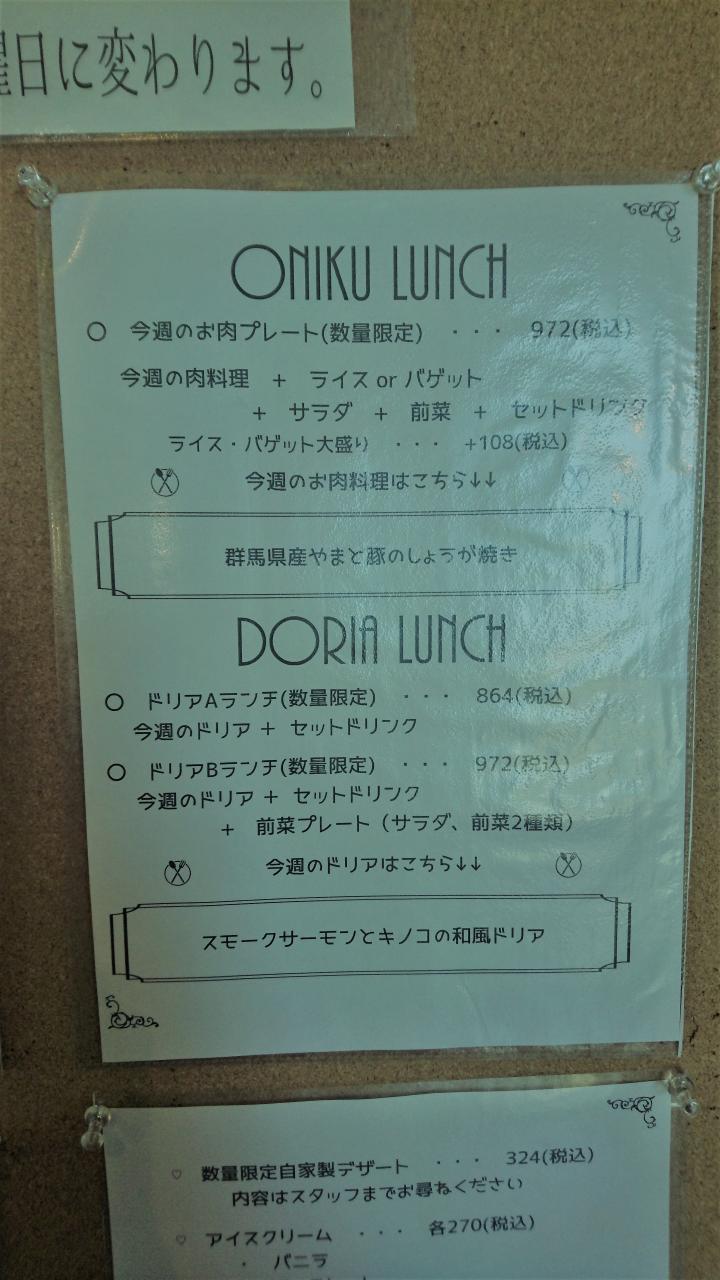 曜日に変わります。
ONIKU LUNCH
○ 今週のお肉プレート(数量限定) ・・・ 972(税込)
今週の肉料理 + ライス or バゲット
+ サラダ + 前菜 + セットドリンク
ライス・バゲット大盛り ・・・ +108(税込)
今週のお肉料理はこちら↓↓
群馬県産やまと豚のしょうが焼き
DORIA LUNCH
○ ドリアAランチ(数量限定) ・・・ 864(税込)
今週のドリア + セットドリンク
○ ドリアBランチ(数量限定) ・・・ 972(税込)
今週のドリア + セットドリンク
+ 前菜プレート（サラダ、前菜2種類）
今週のドリアはこちら↓↓
スモークサーモンとキノコの和風ドリア
♡ 数量限定自家製デザート ・・・ 324(税込)
内容はスタッフまでお尋ねください
♡ アイスクリーム ・・・ 各270(税込)
・ バニラ